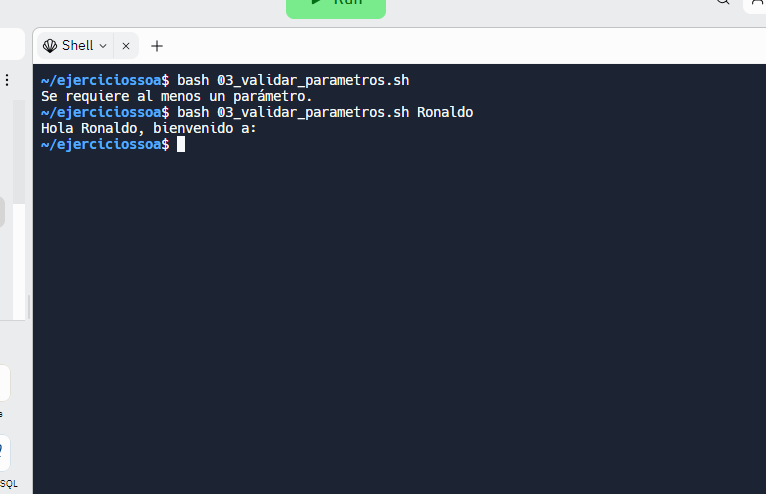 Run
Shell
~/ejerciciossoa$ bash 03_validar_parametros.sh
Se requiere al menos un parámetro.
~/ejerciciossoa$ bash 03_validar_parametros.sh Ronaldo
Hola Ronaldo, bienvenido a:
~/ejerciciossoa$
SQL